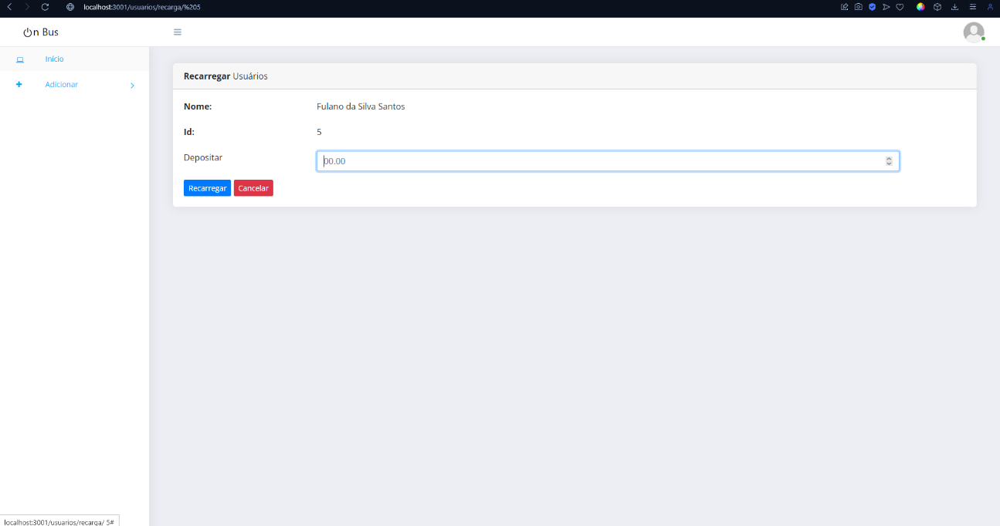 localhost:3001/usuarios/recarga/%205
On Bus
Início
Adicionar
Recarregar Usuários
Nome: Fulano da Silva Santos
Id: 5
Depositar 00.00
Recarregar Cancelar
localhost:3001/usuarios/recarga/ 5#